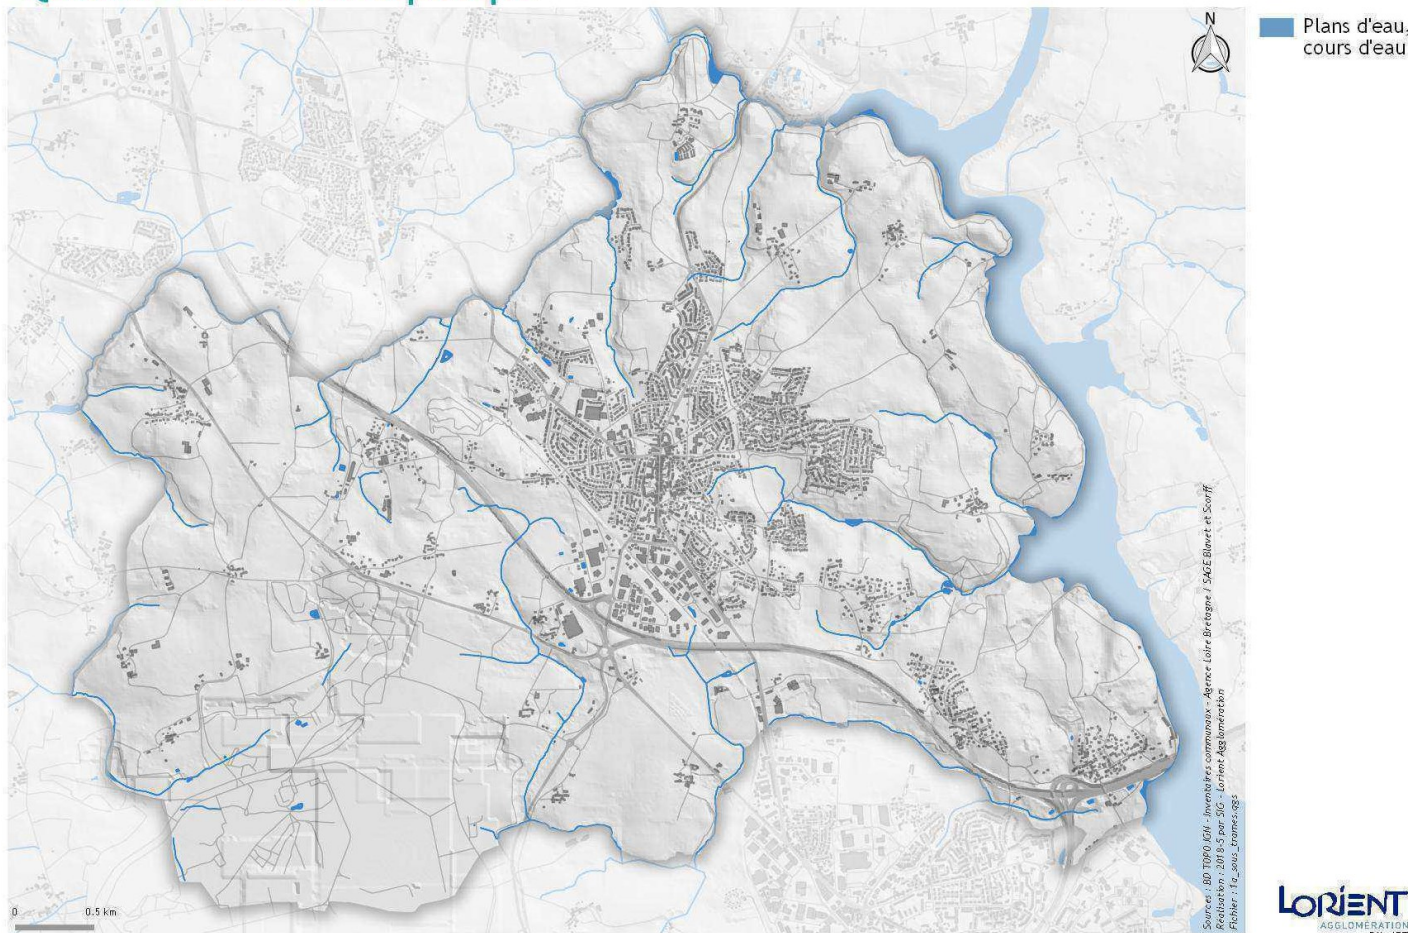 N
Plans d'eau,
cours d'eau
Sources : BD TOPO IGN - Inventaires communaux - Agence Loire Bretagne / SAGE Blavet et Scorff
Réalisation : 2018-5 par SIG - Lorient Agglomération
Fichier : 1a_sous_trames.qgs
0 0.5 km
LORIENT
AGGLOMÉRATION